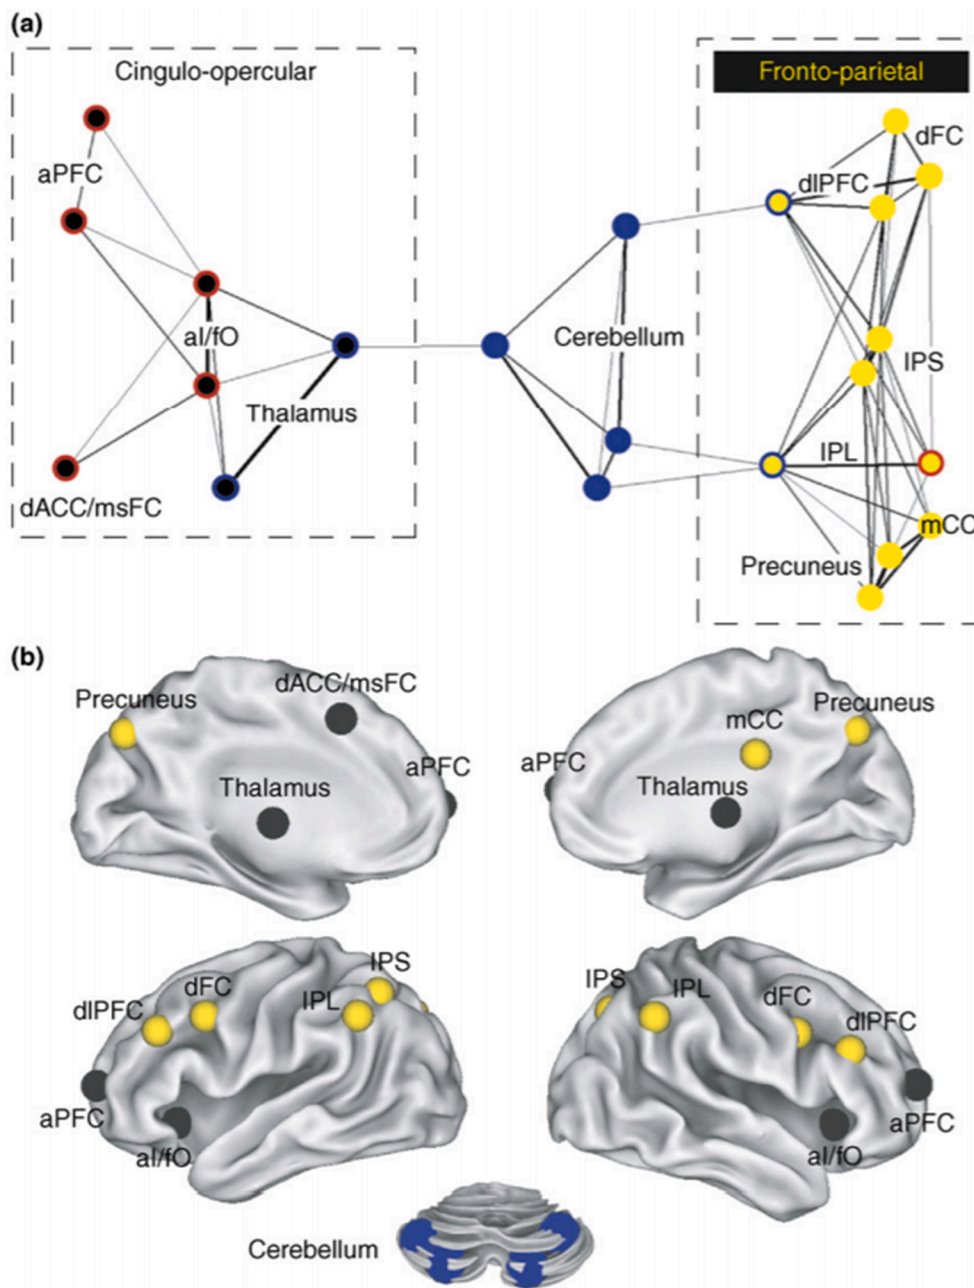 (a)
Cingulo-opercular
Fronto-parietal
aPFC
dFC
dlPFC
aI/fO
Cerebellum
IPS
Thalamus
IPL
dACC/msFC
mCC
Precuneus
(b)
Precuneus
dACC/msFC
aPFC
Thalamus
aPFC
mCC
Precuneus
Thalamus
dlPFC
dFC
IPL
IPS
aPFC
aI/fO
IPS
IPL
dFC
dlPFC
aPFC
aI/fO
Cerebellum